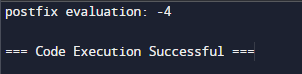 postfix evaluation: -4
=== Code Execution Successful ===